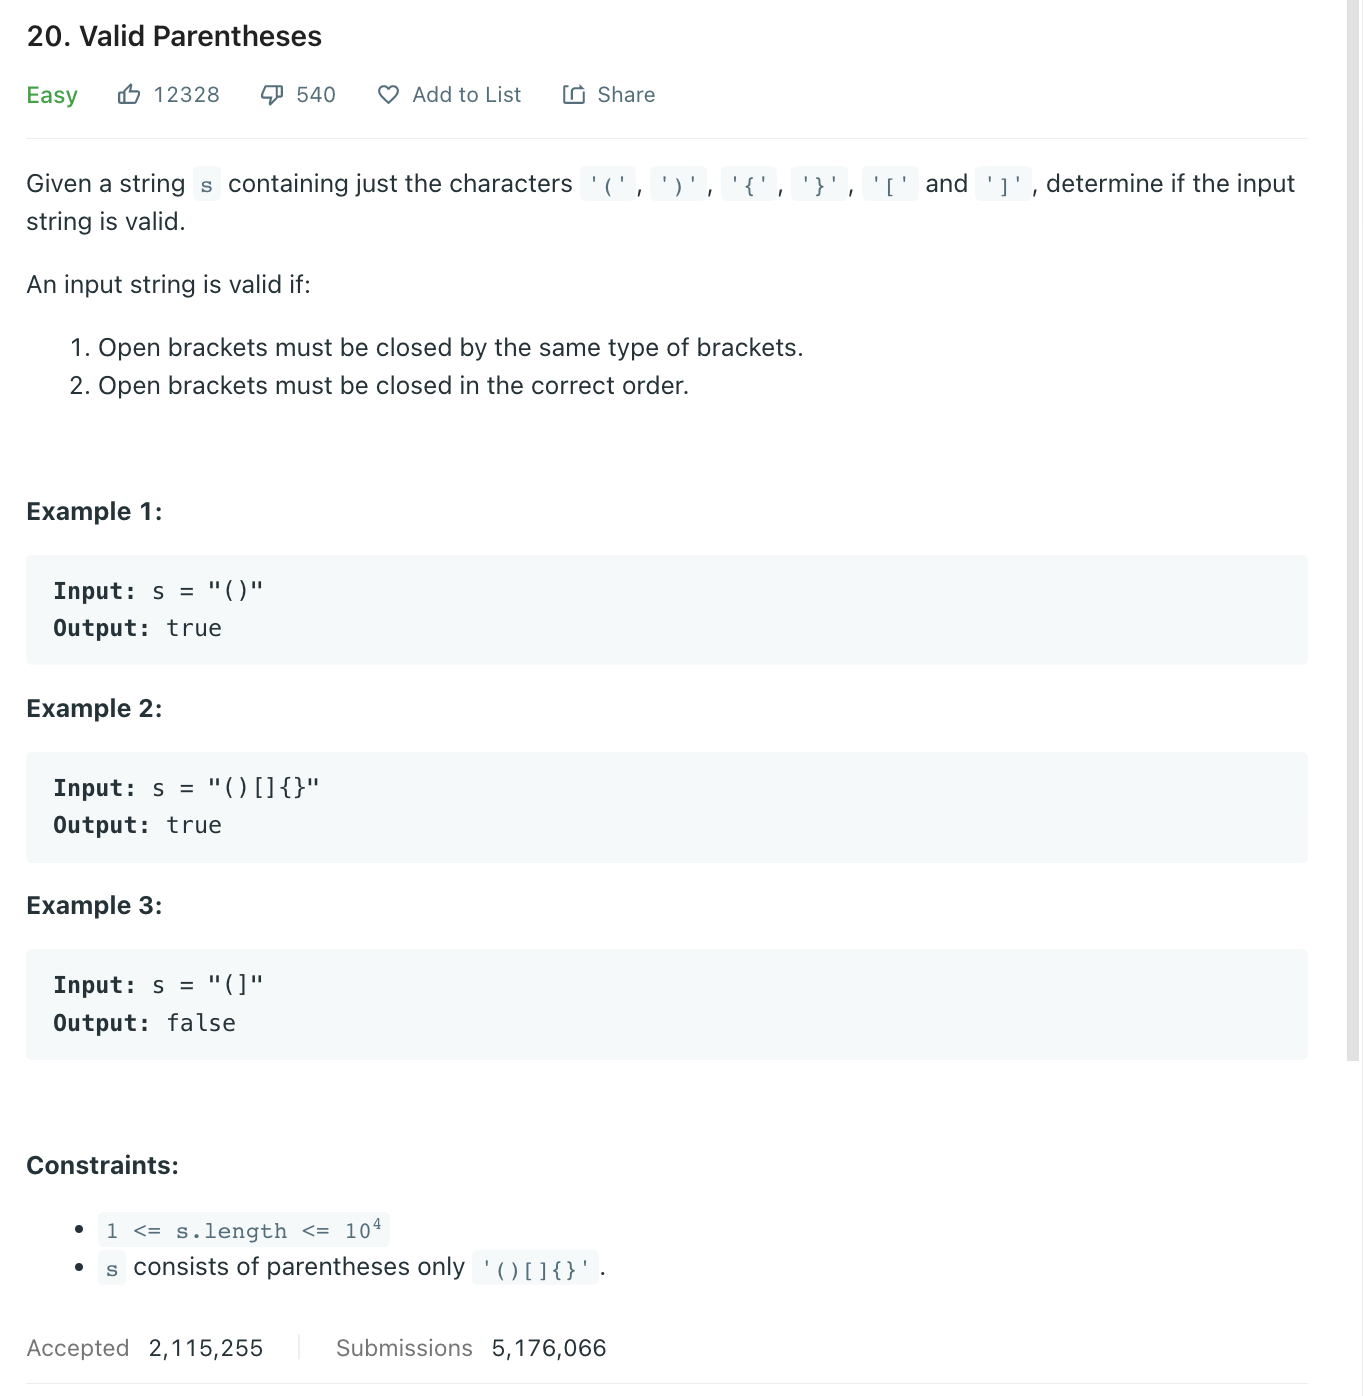 20. Valid Parentheses
Easy 12328 540 Add to List Share
Given a string s containing just the characters '(', ')', '{', '}', '[' and ']', determine if the input
string is valid.
An input string is valid if:
1. Open brackets must be closed by the same type of brackets.
2. Open brackets must be closed in the correct order.
Example 1:
Input: s = "()"
Output: true
Example 2:
Input: s = "()[]{}"
Output: true
Example 3:
Input: s = "(]"
Output: false
Constraints:
• 1 <= s.length <= 10⁴
• s consists of parentheses only '()[]{}'.
Accepted 2,115,255 Submissions 5,176,066